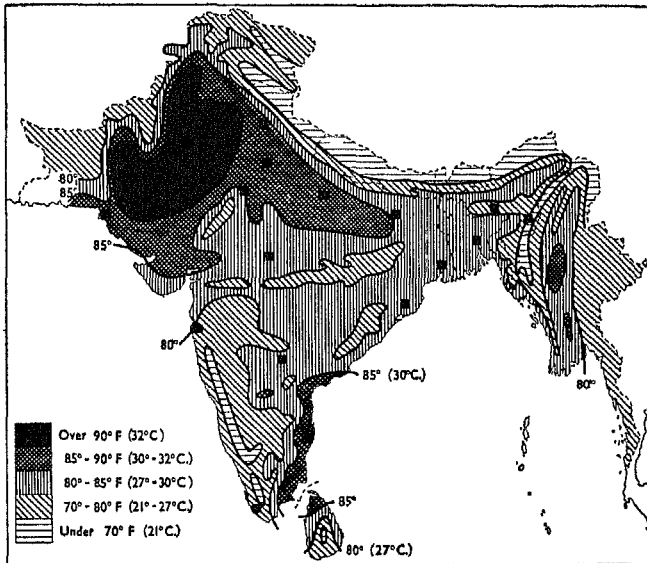 80°
85°
85°
80°
85° (30°C.)
80°
85°
80° (27°C.)
Over 90° F (32°C)
85°-90° F (30°-32°C.)
80°-85° F (27°-30°C)
70°-80° F (21°-27°C.)
Under 70° F (21°C.)